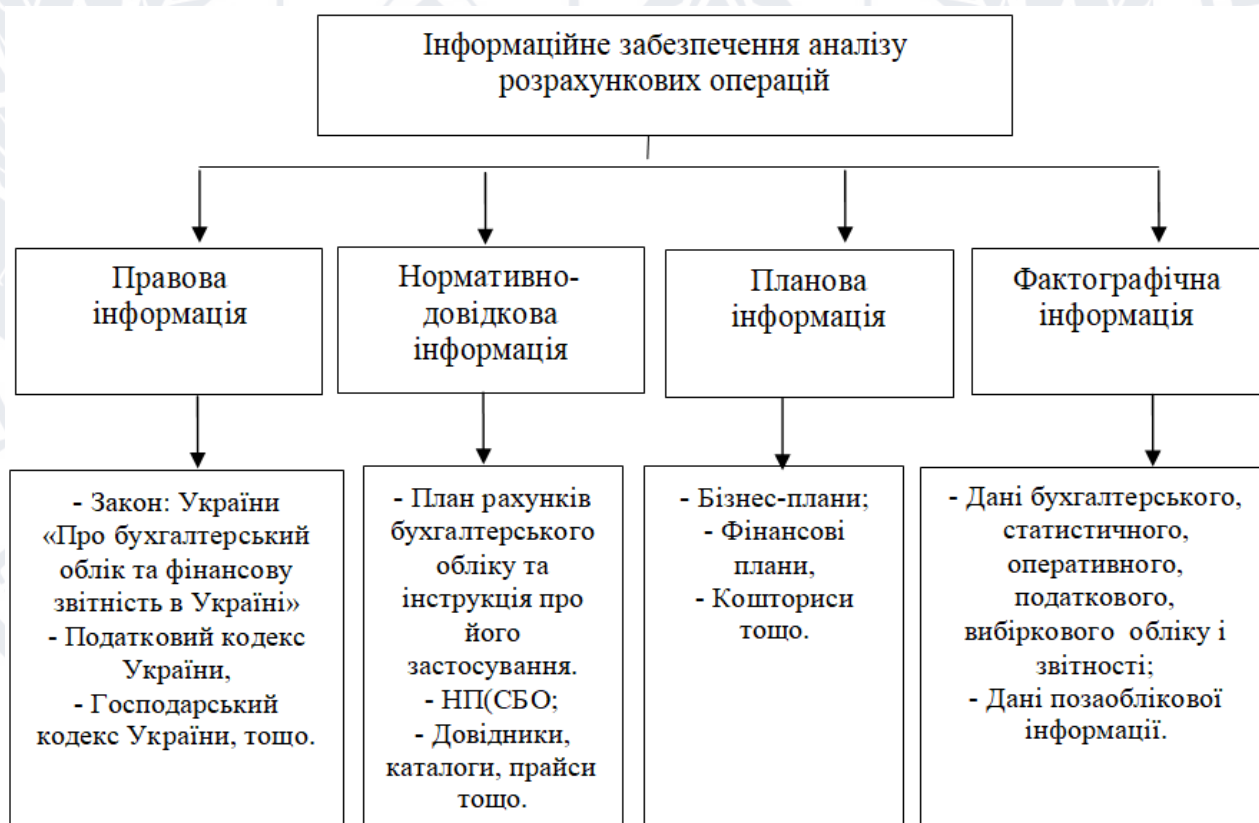 Інформаційне забезпечення аналізу
розрахункових операцій
Правова
інформація
Нормативно-
довідкова
інформація
Планова
інформація
Фактографічна
інформація
- Закон: України
«Про бухгалтерський
облік та фінансову
звітність в Україні»
- Податковий кодекс
України,
- Господарський
кодекс України, тощо.
- План рахунків
бухгалтерського
обліку та
інструкція про
його
застосування.
- НП(СБО;
- Довідники,
каталоги, прайси
тощо.
- Бізнес-плани;
- Фінансові
плани,
- Кошториси
тощо.
- Дані бухгалтерського,
статистичного,
оперативного,
податкового,
вибіркового обліку і
звітності;
- Дані позаоблікової
інформації.